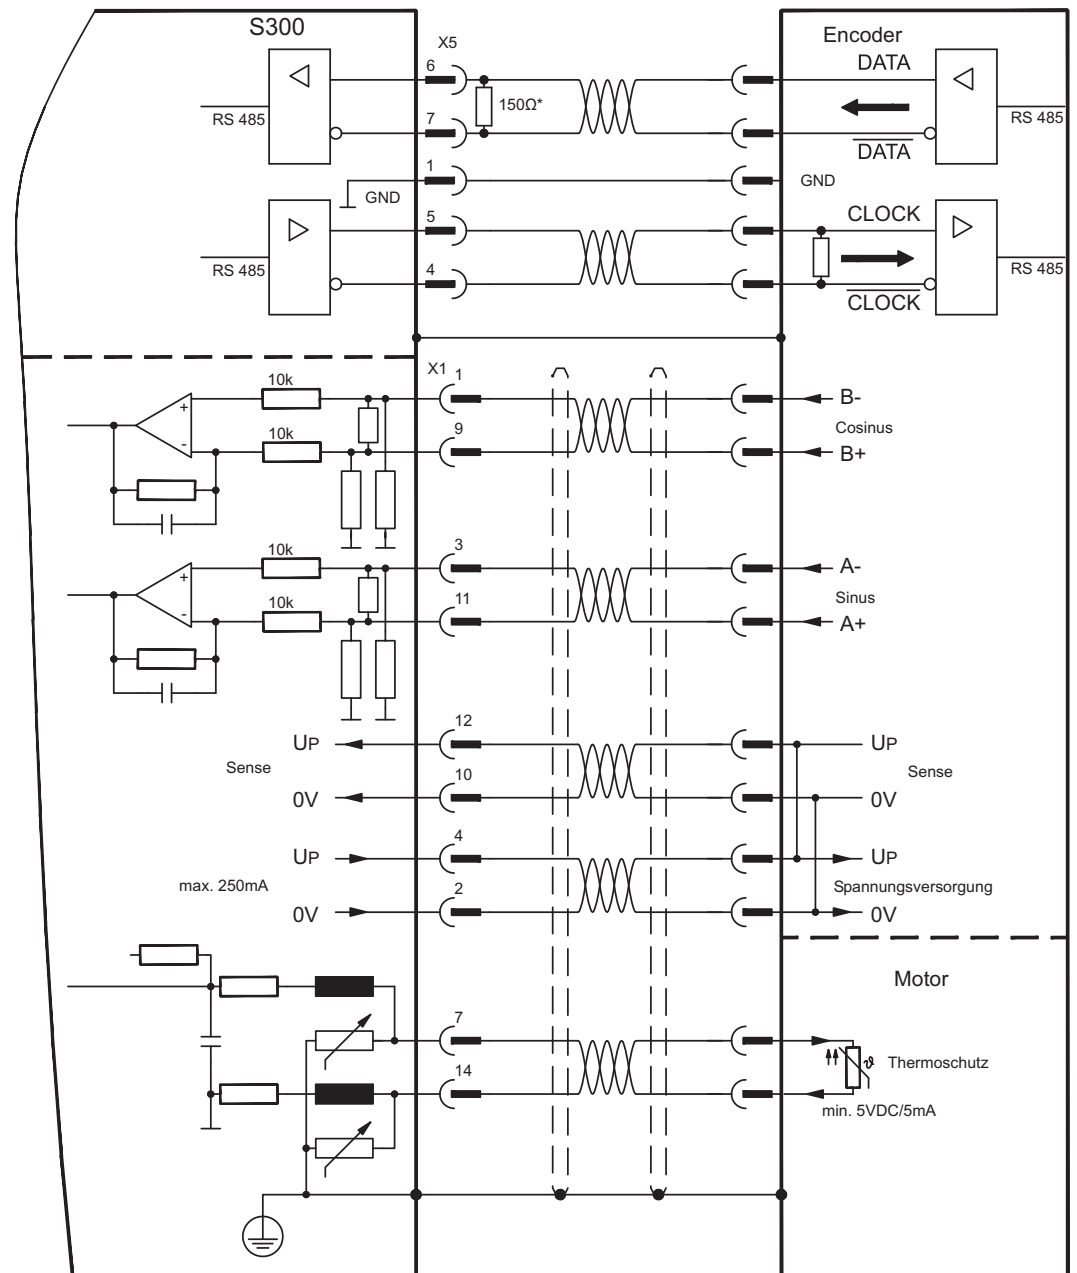 S300
Encoder
X5
6
DATA
150Ω*
RS 485
RS 485
7
DATA
1
GND
GND
5
CLOCK
RS 485
RS 485
4
CLOCK
X1
1
10k
B-
Cosinus
10k
9
B+
3
10k
A-
Sinus
10k
11
A+
12
UP
UP
Sense
Sense
10
0V
0V
4
UP
UP
max. 250mA
Spannungsversorgung
2
0V
0V
Motor
7
ϑ
Thermoschutz
14
min. 5VDC/5mA
+
-
+
-